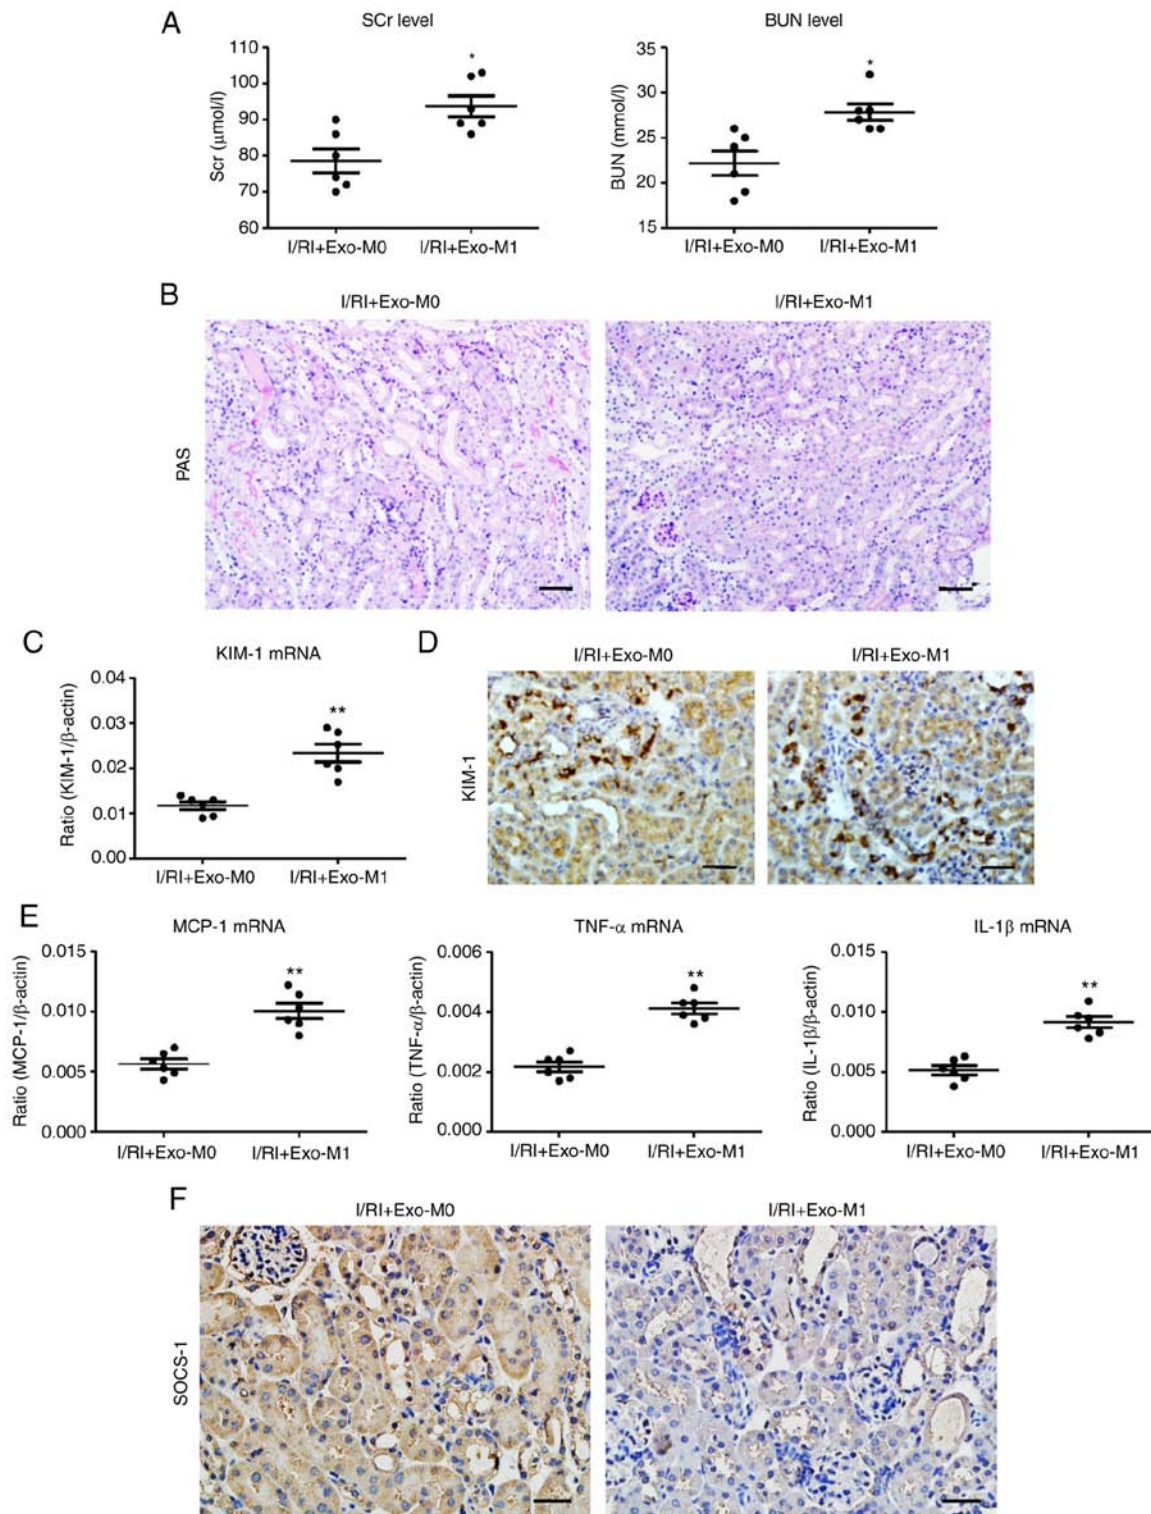 A
SCr level
BUN level
Scr (μmol/l)
110
100
90
80
70
60
*
I/RI+Exo-M0
I/RI+Exo-M1
BUN (mmol/l)
35
30
25
20
15
*
I/RI+Exo-M0
I/RI+Exo-M1
B
I/RI+Exo-M0
I/RI+Exo-M1
PAS
C
KIM-1 mRNA
Ratio (KIM-1/β-actin)
0.04
0.03
0.02
0.01
0.00
**
I/RI+Exo-M0
I/RI+Exo-M1
D
I/RI+Exo-M0
I/RI+Exo-M1
KIM-1
E
MCP-1 mRNA
Ratio (MCP-1/β-actin)
0.015
0.010
0.005
0.000
**
I/RI+Exo-M0
I/RI+Exo-M1
TNF-α mRNA
Ratio (TNF-α/β-actin)
0.006
0.004
0.002
0.000
**
I/RI+Exo-M0
I/RI+Exo-M1
IL-1β mRNA
Ratio (IL-1β/β-actin)
0.015
0.010
0.005
0.000
**
I/RI+Exo-M0
I/RI+Exo-M1
F
I/RI+Exo-M0
I/RI+Exo-M1
SOCS-1